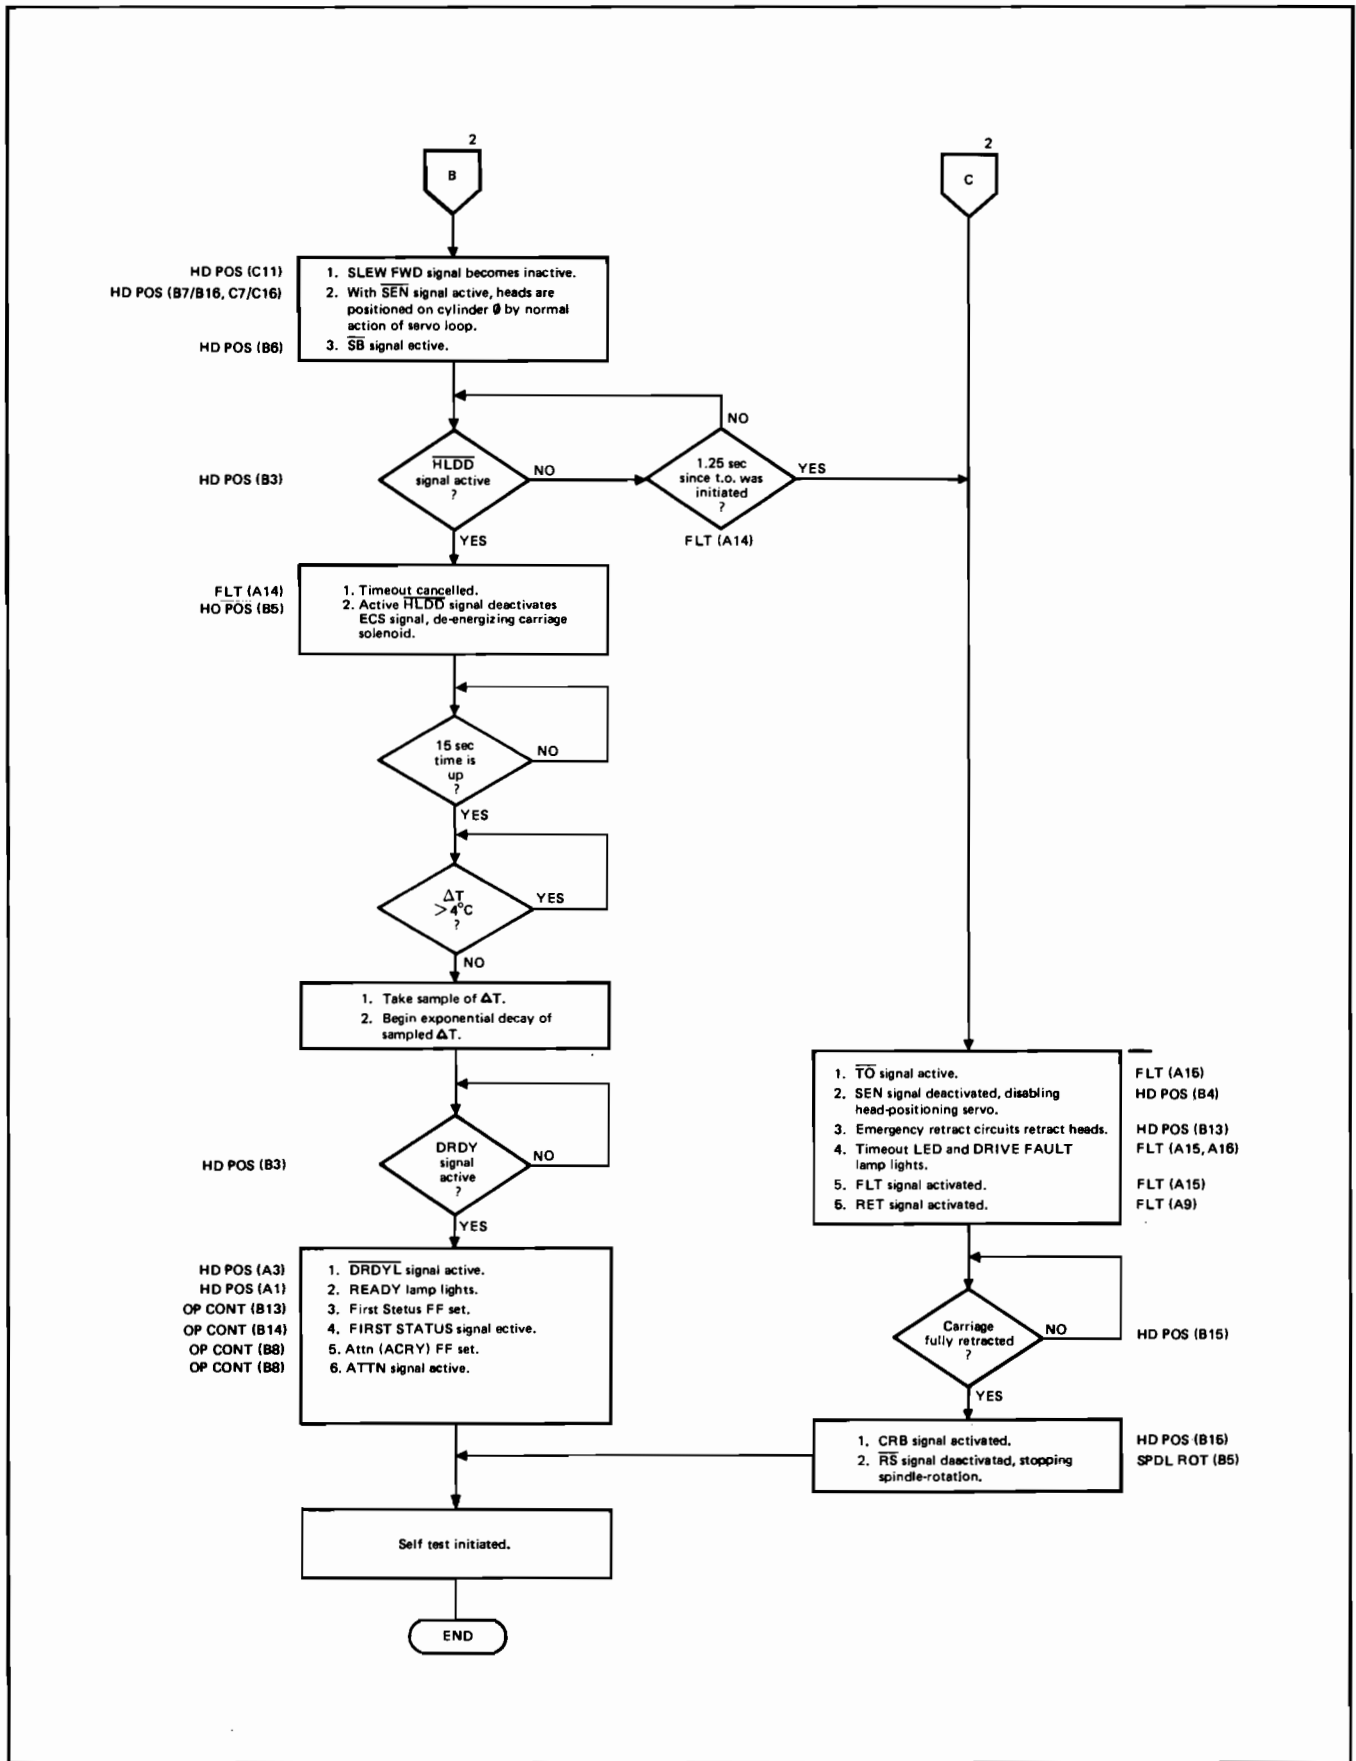 2
B
2
C
HD POS (C11)
1. SLEW FWD signal becomes inactive.
HD POS (B7/B16, C7/C16)
2. With SEN signal active, heads are
positioned on cylinder Ø by normal
action of servo loop.
HD POS (B6)
3. SB signal ective.
NO
HD POS (B3)
HLDD
signal active
?
NO
1.25 sec
since t.o. was
initiated
?
YES
YES
FLT (A14)
FLT (A14)
1. Timeout cancelled.
HO POS (B5)
2. Active HLDD signal deactivates
ECS signal, de-energizing carriage
solenoid.
15 sec
time is
up
?
NO
YES
ΔT
>4°C
?
YES
NO
1. Take sample of ΔT.
2. Begin exponential decay of
sampled ΔT.
HD POS (B3)
DRDY
signal
active
?
NO
YES
1. TO signal active.
FLT (A16)
2. SEN signal deactivated, disabling
head-positioning servo.
HD POS (B4)
3. Emergency retract circuits retract heads.
HD POS (B13)
4. Timeout LED and DRIVE FAULT
lamp lights.
FLT (A15, A16)
5. FLT signal activated.
FLT (A15)
6. RET signal activated.
FLT (A9)
HD POS (A3)
1. DRDYL signal active.
HD POS (A1)
2. READY lamp lights.
OP CONT (B13)
3. First Stetus FF set.
OP CONT (B14)
4. FIRST STATUS signal ective.
OP CONT (B8)
5. Attn (ACRY) FF set.
OP CONT (B8)
6. ATTN signal active.
Carriage
fully retracted
?
NO
HD POS (B15)
YES
1. CRB signal activated.
HD POS (B15)
2. RS signal daactivatad, stopping
spindle-rotation.
SPDL ROT (B5)
Self test initiated.
END